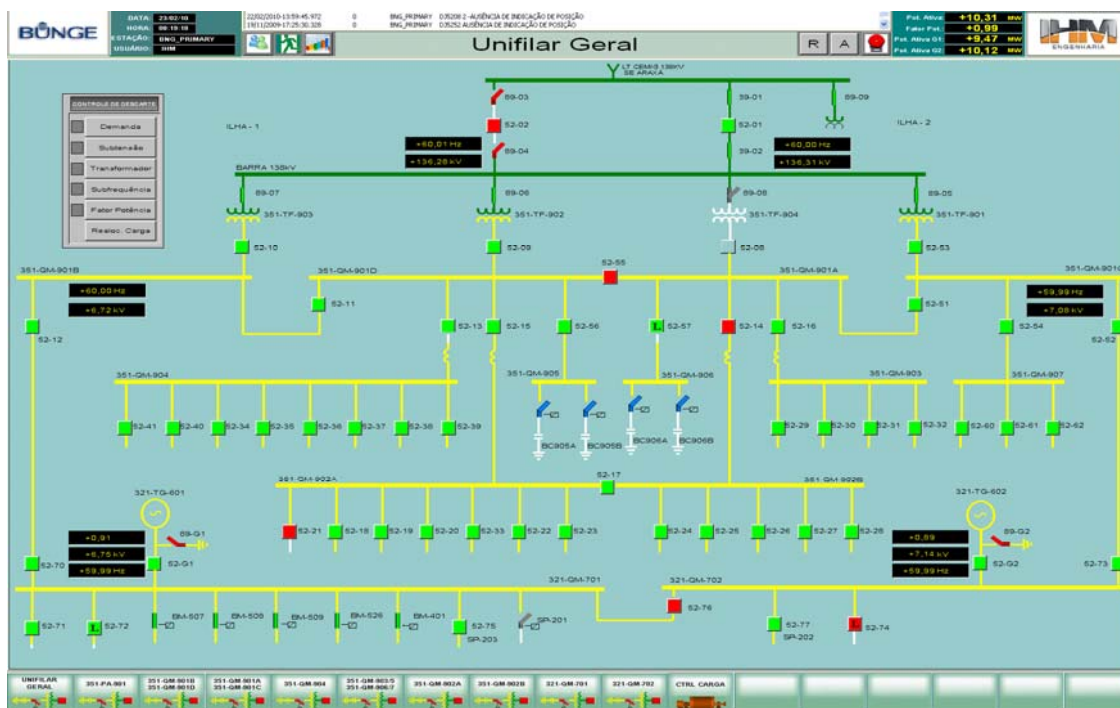 BÜNGE
DATA: 23/02/10
HORA: 09:19:18
ESTAÇÃO: BNG_PRIMARY
USUÁRIO: IHM
22/02/2010-13:59:45.972 0 BNG_PRIMARY DJ5208 2 -AUSÊNCIA DE INDICAÇÃO DE POSIÇÃO
19/11/2009-17:25:30.328 0 BNG_PRIMARY DJ5252 AUSÊNCIA DE INDICAÇÃO DE POSIÇÃO
Unifilar Geral
R A
Pot. Ativa: +10,31 MW
Fator Pot.: +0,99
Pot. Ativa G1: +9,47 MW
Pot. Ativa G2: +10,12 MW
IHM
ENGENHARIA
CONTROLE DE DESCARTE
Demanda
Subtensão
Transformador
Subfrequência
Fator Potência
Realoc. Carga
SE ARAXA
ILHA - 1
ILHA - 2
89-03
89-01
89-09
52-02
52-01
89-04
89-02
+60,01 Hz
+136,28 kV
+60,00 Hz
+136,31 kV
BARRA 138kV
89-07
89-06
89-08
89-05
351-TF-903
351-TF-902
351-TF-904
351-TF-901
52-10
52-09
52-08
52-53
351-QM-901B
351-QM-901D
52-55
351-QM-901A
351-QM-901C
+60,00 Hz
+6,72 kV
+59,99 Hz
+7,08 kV
52-11
52-51
52-12
52-13
52-15
52-56
L 52-57
52-14
52-16
52-54
52-52
351-QM-904
351-QM-905
351-QM-906
351-QM-903
351-QM-907
52-41
52-40
52-34
52-35
52-36
52-37
52-38
52-39
BC905A
BC905B
BC906A
BC906B
52-29
52-30
52-31
52-32
52-60
52-61
52-62
351-QM-902A
52-17
351-QM-902B
52-21
52-18
52-19
52-20
52-33
52-22
52-23
52-24
52-25
52-26
52-27
52-28
321-TG-601
321-TG-602
+0,91
+6,75 kV
+59,99 Hz
89-G1
52-G1
+0,89
+7,14 kV
+59,99 Hz
89-G2
52-G2
52-70
52-73
321-QM-701
321-QM-702
52-71
L 52-72
BM-507
BM-508
BM-509
BM-526
BM-401
52-75
SP-203
SP-201
52-76
52-77
SP-202
L 52-74
UNIFILAR GERAL
351-PA-901
351-QM-901B 351-QM-901D
351-QM-901A 351-QM-901C
351-QM-904
351-QM-903/5 351-QM-906/7
351-QM-902A
351-QM-902B
321-QM-701
321-QM-702
CTRL CARGA